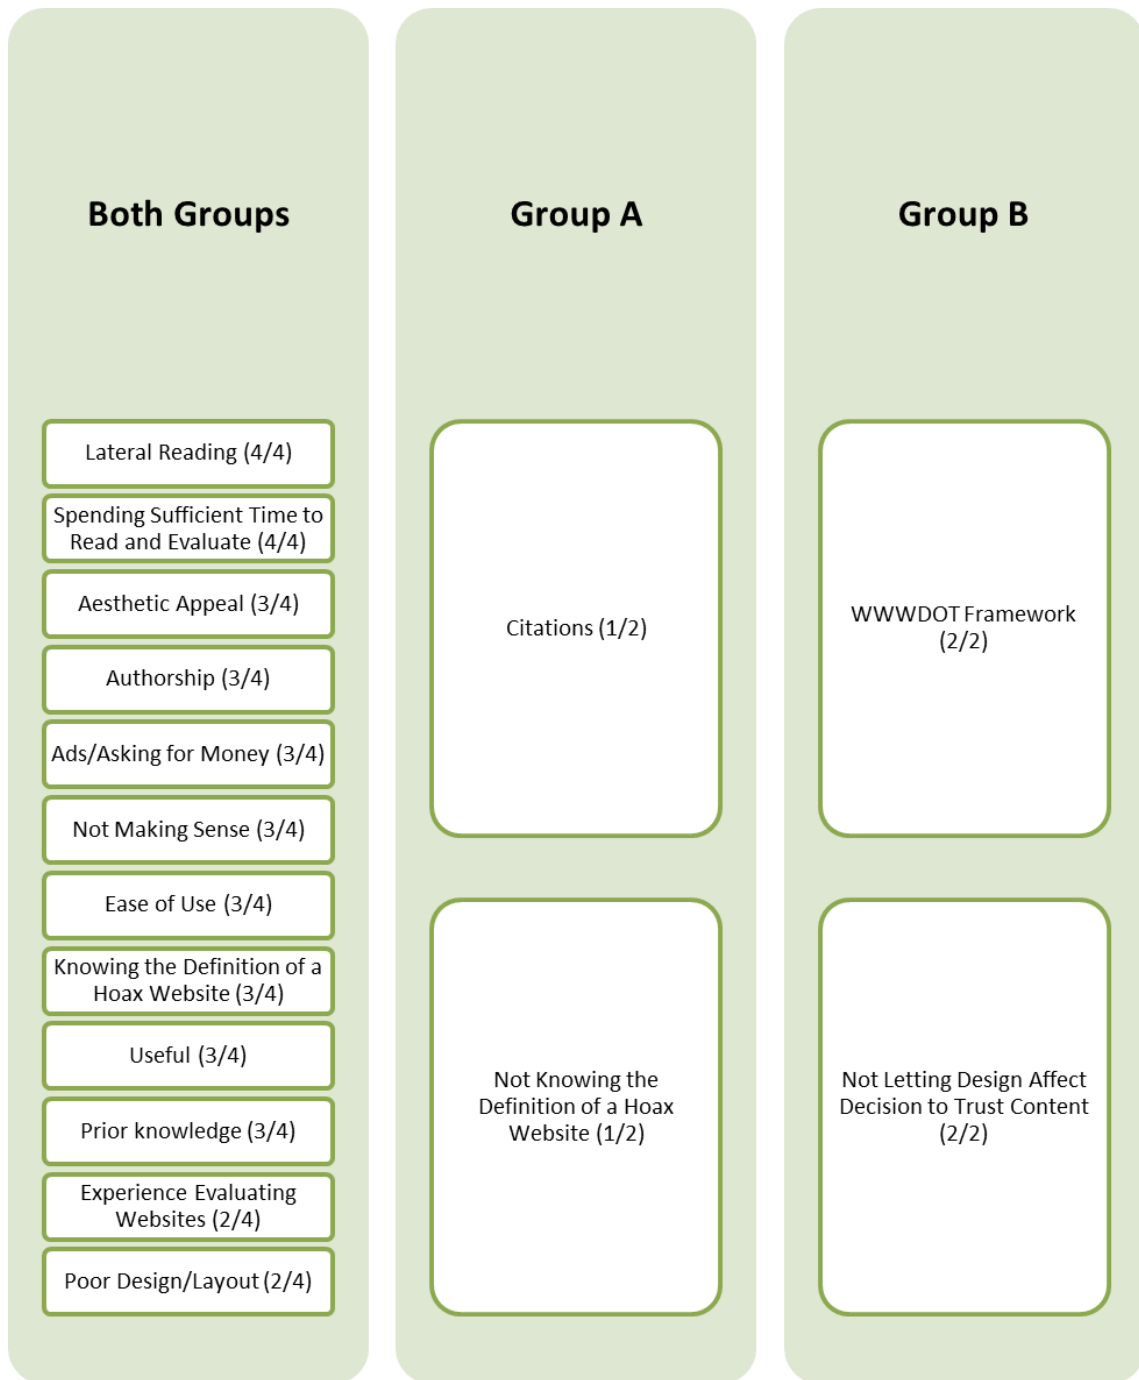 Both Groups
Lateral Reading (4/4)
Spending Sufficient Time to
Read and Evaluate (4/4)
Aesthetic Appeal (3/4)
Authorship (3/4)
Ads/Asking for Money (3/4)
Not Making Sense (3/4)
Ease of Use (3/4)
Knowing the Definition of a
Hoax Website (3/4)
Useful (3/4)
Prior knowledge (3/4)
Experience Evaluating
Websites (2/4)
Poor Design/Layout (2/4)
Group A
Citations (1/2)
Not Knowing the
Definition of a Hoax
Website (1/2)
Group B
WWWDOT Framework
(2/2)
Not Letting Design Affect
Decision to Trust Content
(2/2)